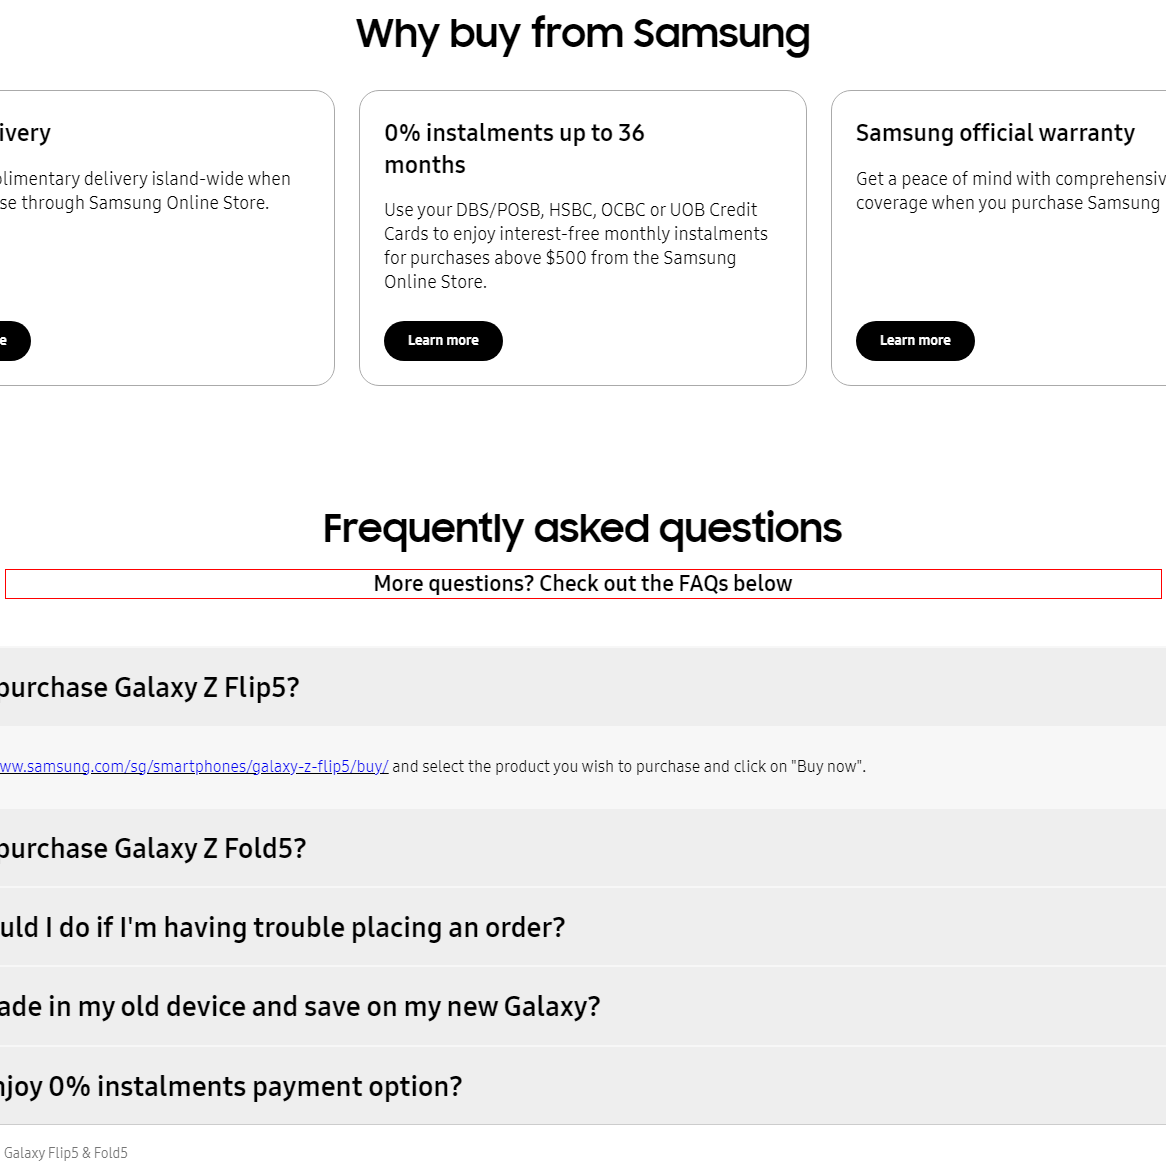 Why buy from Samsung
delivery island-wide when
through Samsung Online Store.
0% instalments up to 36
months
Use your DBS/POSB, HSBC, OCBC or UOB Credit
Cards to enjoy interest-free monthly instalments
for purchases above $500 from the Samsung
Online Store.
Learn more
Samsung official warranty
Get a peace of mind with
coverage when you purchase Samsung
Learn more
Frequently asked questions
More questions? Check out the FAQs below
purchase Galaxy Z Flip5?
ww.samsung.com/sg/smartphones/galaxy-z-flip5/buy/ and select the product you wish to purchase and click on "Buy now".
purchase Galaxy Z Fold5?
uld I do if I'm having trouble placing an order?
ade in my old device and save on my new Galaxy?
njoy 0% instalments payment option?
Galaxy Flip5 & Fold5